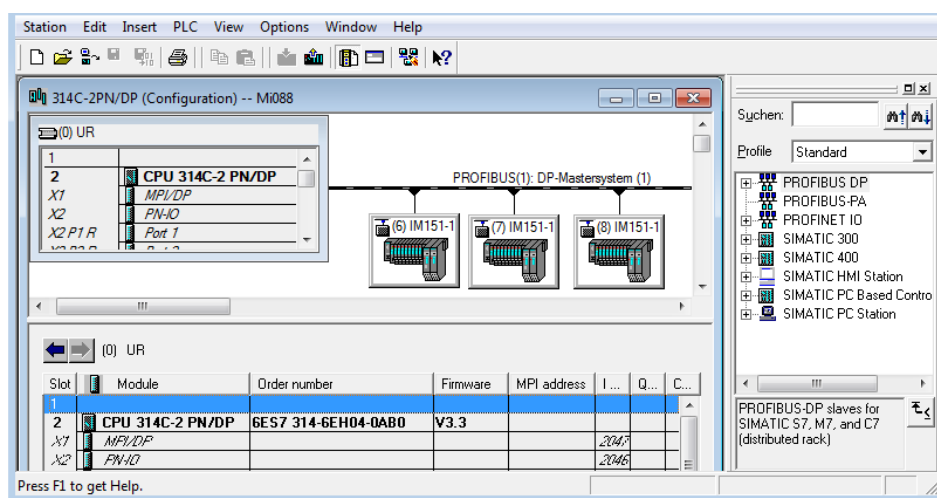 Station Edit Insert PLC View Options Window Help
314C-2PN/DP (Configuration) -- Mi088
(0) UR
1
2 CPU 314C-2 PN/DP
X1 MPI/DP
X2 PN-IO
X2 P1 R Port 1
PROFIBUS(1): DP-Mastersystem (1)
(6) IM151-1
(7) IM151-1
(8) IM151-1
(0) UR
Slot Module Order number Firmware MPI address I ... Q... C...
1
2 CPU 314C-2 PN/DP 6ES7 314-6EH04-0AB0 V3.3
X1 MPI/DP 2047
X2 PN-IO 2046
Suchen:
Profile Standard
PROFIBUS DP
PROFIBUS-PA
PROFINET IO
SIMATIC 300
SIMATIC 400
SIMATIC HMI Station
SIMATIC PC Based Contro
SIMATIC PC Station
PROFIBUS-DP slaves for
SIMATIC S7, M7, and C7
(distributed rack)
Press F1 to get Help.